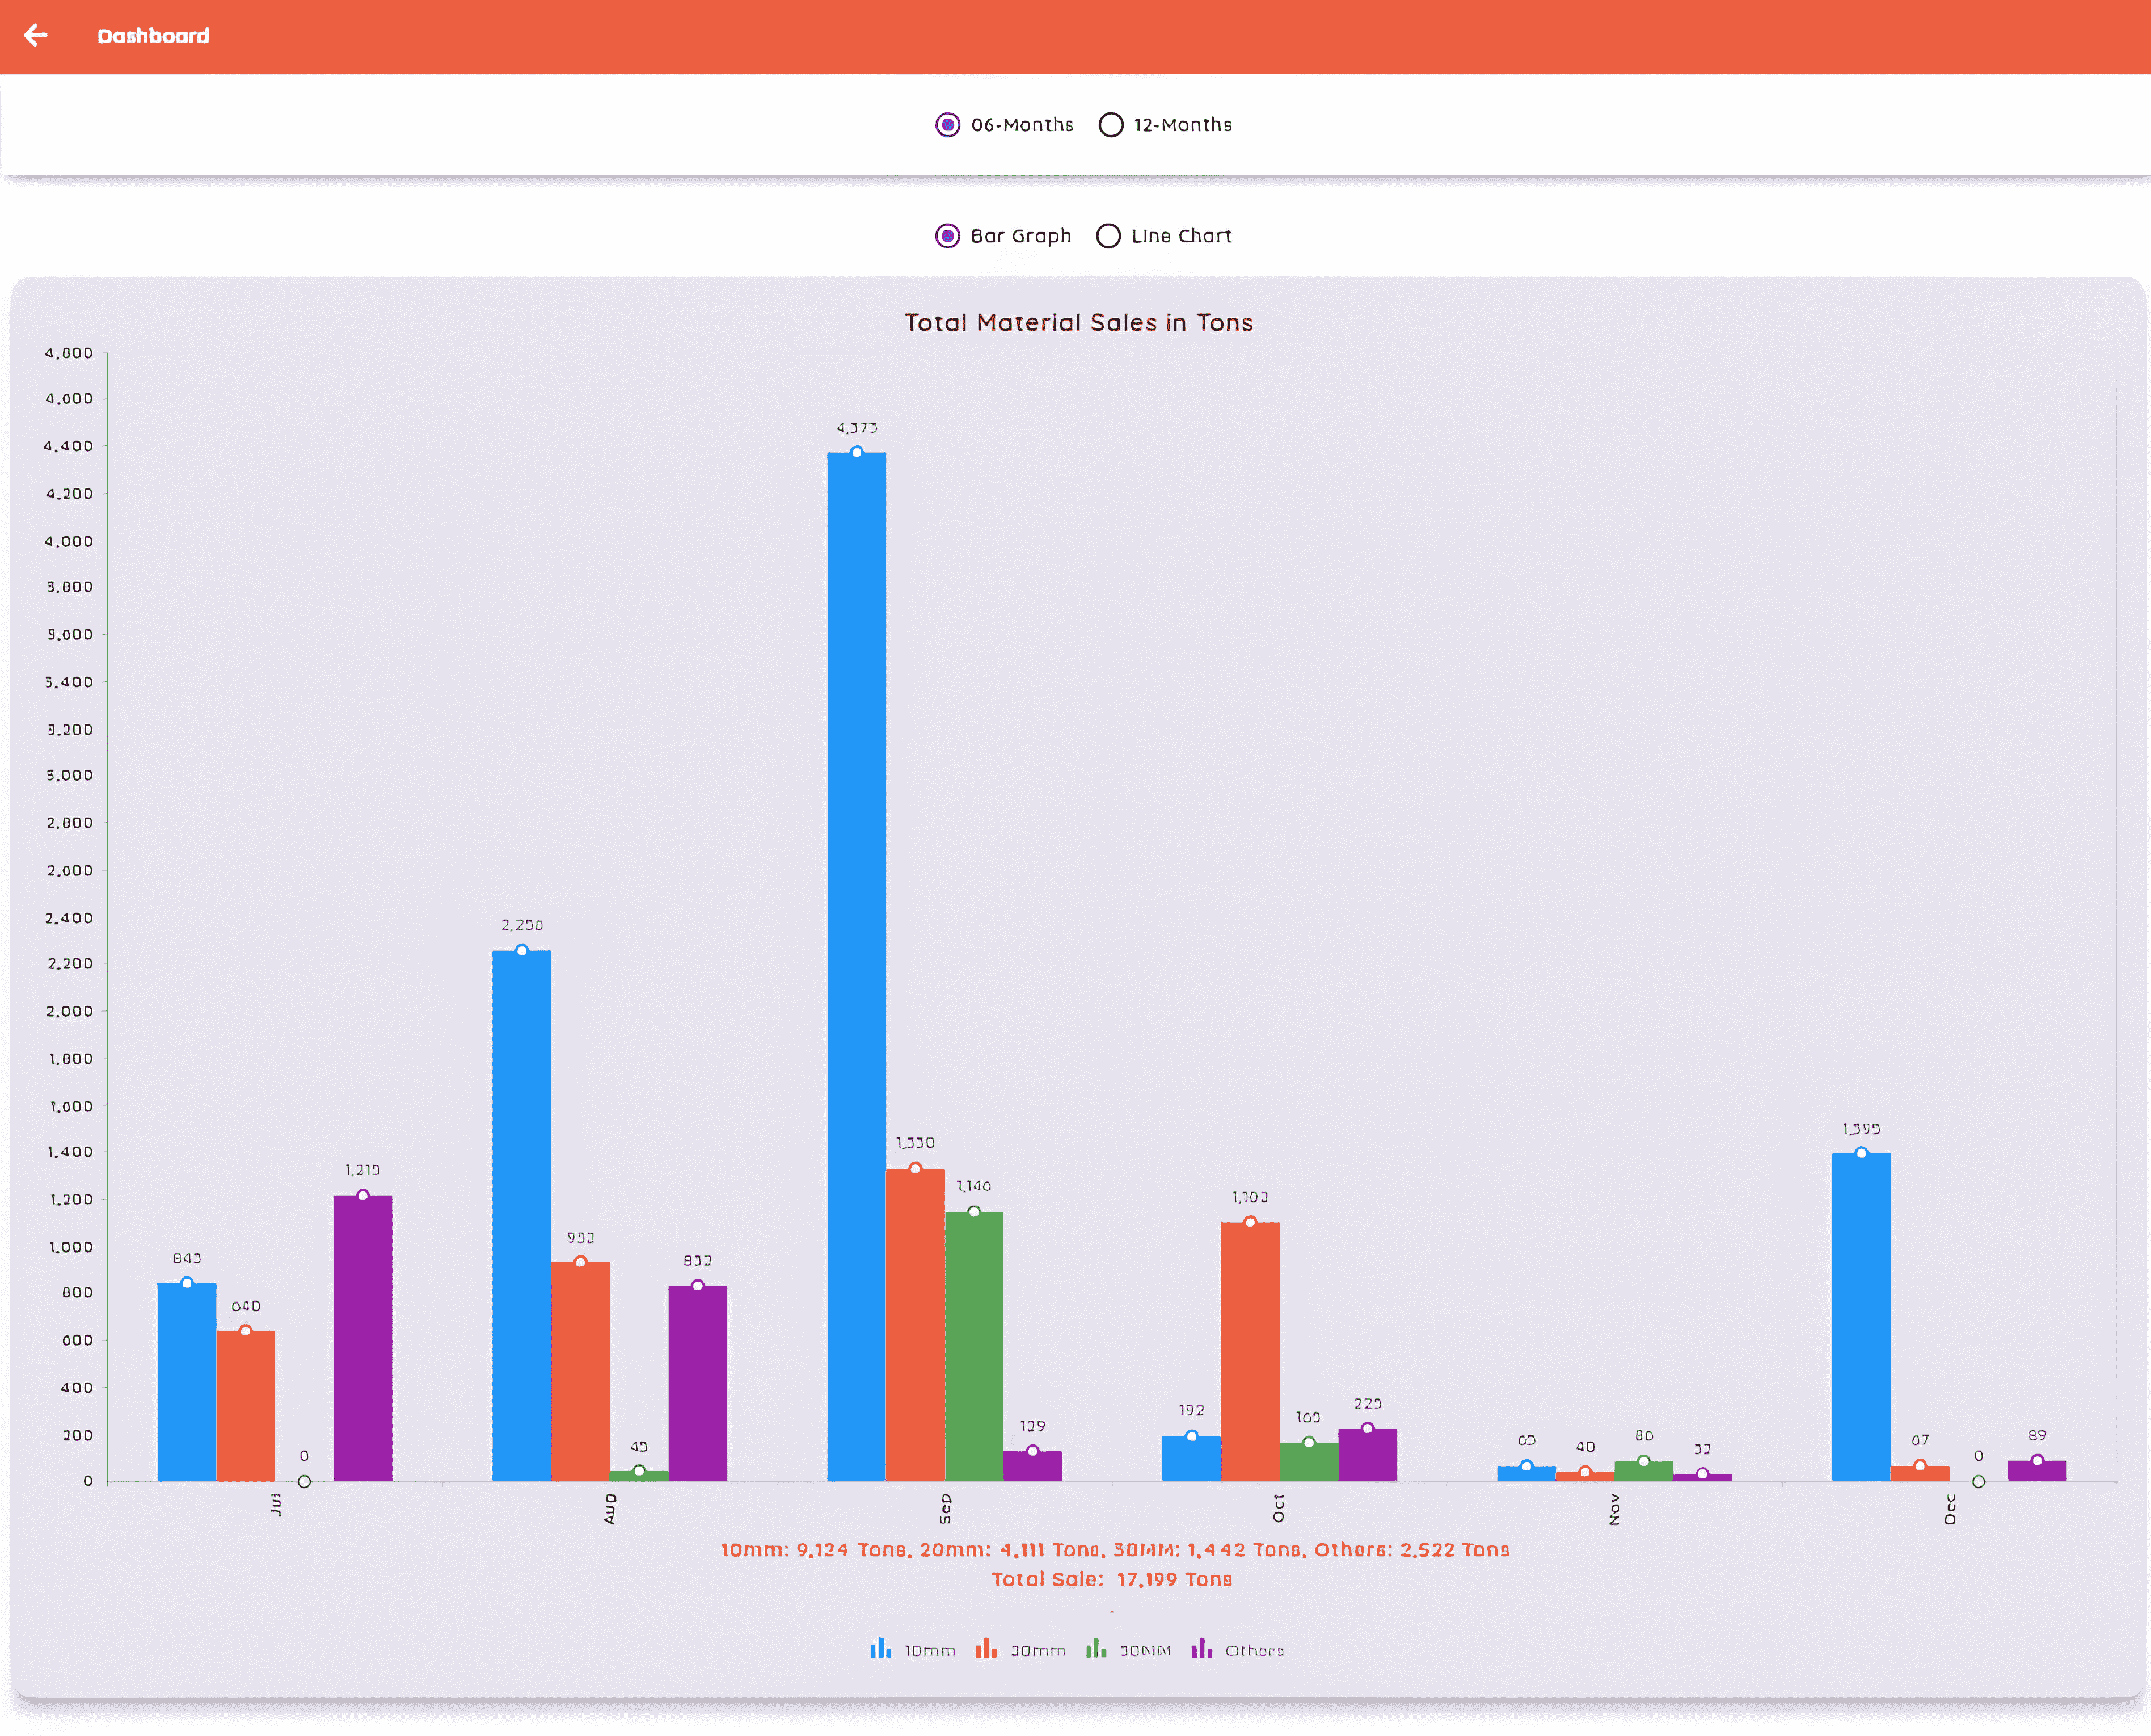 Dashboard
06-Months 12-Months
Bar Graph Line Chart
Total Material Sales in Tons
4,800
4,600
4,400
4,200
4,000
3,800
3,600
3,400
3,200
3,000
2,800
2,600
2,400
2,200
2,000
1,800
1,600
1,400
1,200
1,000
800
600
400
200
0
843 640 0 1,215
2,256 932 45 832
4,373 1,330 1,146 129
192 1,102 165 225
65 40 86
1,395 67 0 89
Jul Aug Sep Oct Nov Dec
10mm: 9,124 Tons, 20mm: 4,111 Tons, 30MM: 1,442 Tons, Others: 2,522 Tons
Total Sale: 17,199 Tons
10mm 20mm 30MM Others